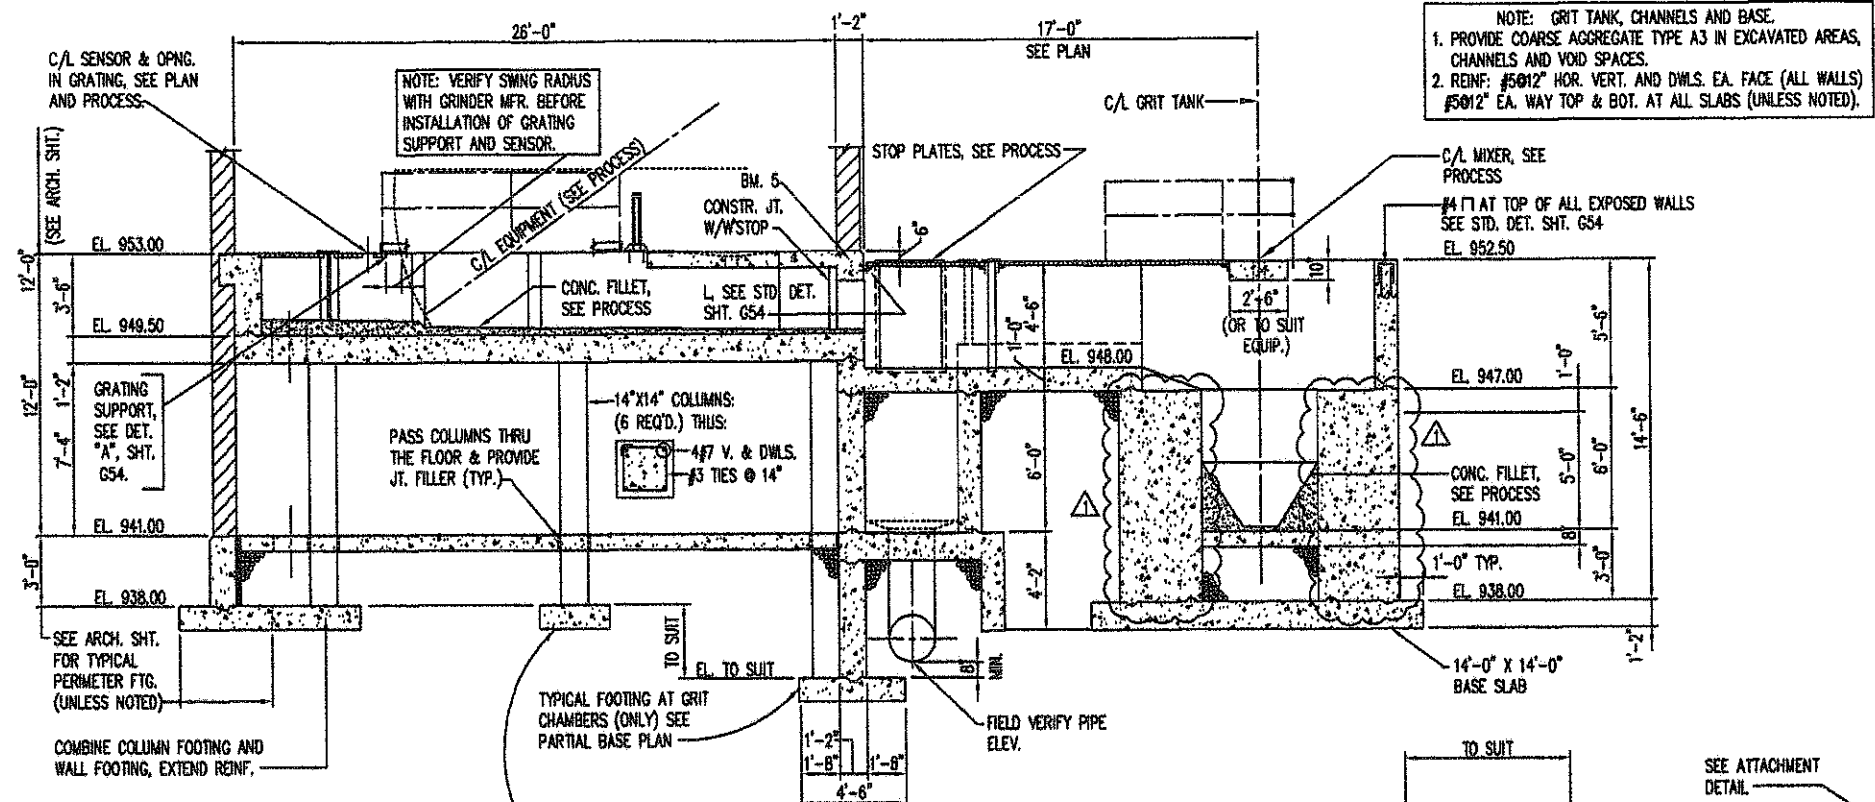 26'-0"
1'-2"
17'-0"
SEE PLAN
NOTE: GRIT TANK, CHANNELS AND BASE.
1. PROVIDE COARSE AGGREGATE TYPE A3 IN EXCAVATED AREAS,
CHANNELS AND VOID SPACES.
2. REINF: #5@12" HOR. VERT. AND DWLS. EA. FACE (ALL WALLS)
#5@12" EA. WAY TOP & BOT. AT ALL SLABS (UNLESS NOTED).
C/L SENSOR & OPNG.
IN GRATING, SEE PLAN
AND PROCESS
NOTE: VERIFY SWING RADIUS
WITH GRINDER MFR. BEFORE
INSTALLATION OF GRATING
SUPPORT AND SENSOR.
C/L EQUIPMENT (SEE PROCESS)
C/L GRIT TANK
STOP PLATES, SEE PROCESS
C/L MIXER, SEE
PROCESS
#4 ⊓ AT TOP OF ALL EXPOSED WALLS
SEE STD. DET. SHT. G54
EL. 952.50
BM. 5
CONSTR. JT.
W/W'STOP
6"
(SEE ARCH. SHT.)
12'-0"
EL. 953.00
3'-6"
EL. 949.50
CONC. FILLET,
SEE PROCESS
L, SEE STD DET.
SHT. G54
10"
2'-6"
(OR TO SUIT
EQUIP.)
4'-6"
1'-0"
EL. 948.00
5'-6"
EL. 947.00
1'-0"
12'-0"
1'-2"
7'-4"
GRATING
SUPPORT,
SEE DET.
"A", SHT.
G54.
PASS COLUMNS THRU
THE FLOOR & PROVIDE
JT. FILLER (TYP.)
14"X14" COLUMNS:
(6 REQ'D.) THUS:
4#7 V. & DWLS.
#3 TIES @ 14"
6'-0"
1
1
14'-6"
CONC. FILLET,
SEE PROCESS
5'-0"
6'-0"
EL. 941.00
EL. 941.00
8"
1'-0" TYP.
3'-0"
EL. 938.00
3'-0"
EL. 938.00
4'-2"
1'-2"
SEE ARCH. SHT.
FOR TYPICAL
PERIMETER FTG.
(UNLESS NOTED)
TO SUIT
EL. TO SUIT
8"
MIN.
14'-0" X 14'-0"
BASE SLAB
TYPICAL FOOTING AT GRIT
CHAMBERS (ONLY) SEE
PARTIAL BASE PLAN
FIELD VERIFY PIPE
ELEV.
COMBINE COLUMN FOOTING AND
WALL FOOTING, EXTEND REINF.
1'-2"
1'-8"
1'-8"
4'-6"
TO SUIT
SEE ATTACHMENT
DETAIL